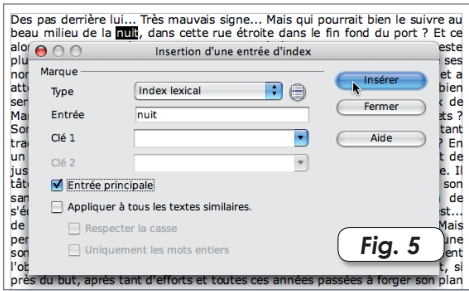 Des pas derrière lui... Très mauvais signe... Mais qui pourrait bien le suivre au
beau milieu de la nuit, dans cette rue étroite dans le fin fond du port ? Et ce
Insertion d'une entrée d'index
Marque
Type
Index lexical
Insérer
Entrée
nuit
Fermer
Clé 1
Aide
Clé 2
Entrée principale
Appliquer à tous les textes similaires.
Respecter la casse
Uniquement les mots entiers
Fig. 5
près du but, après tant d'efforts et toutes ces années passées à forger son plan